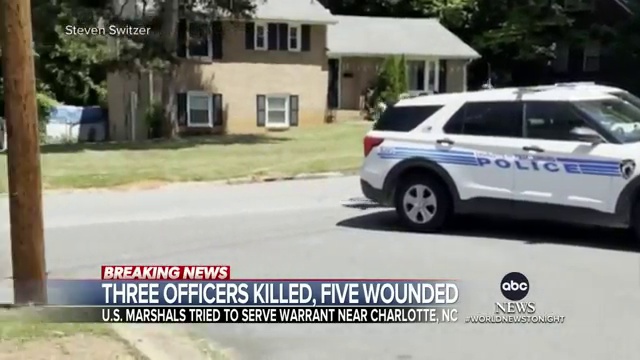 Steven Switzer
POLICE
BREAKING NEWS
THREE OFFICERS KILLED, FIVE WOUNDED
U.S. MARSHALS TRIED TO SERVE WARRANT NEAR CHARLOTTE, NC
abc
NEWS
#WORLDNEWSTONIGHT